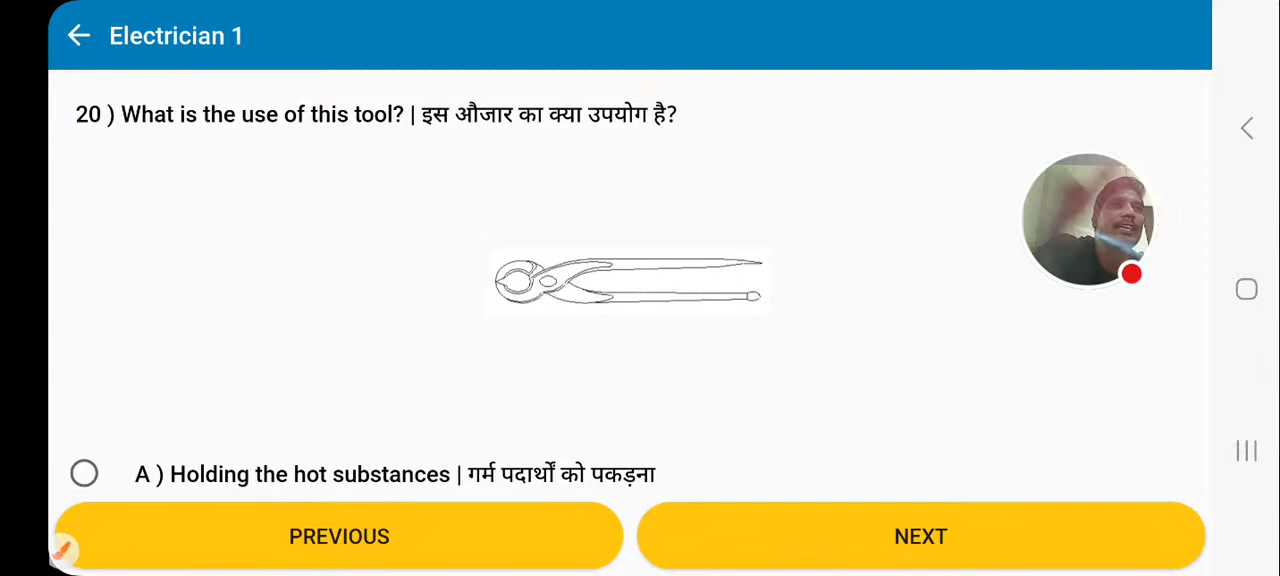 Electrician 1
20 ) What is the use of this tool? | इस औजार का क्या उपयोग है?
A ) Holding the hot substances | गर्म पदार्थों को पकड़ना
PREVIOUS
NEXT